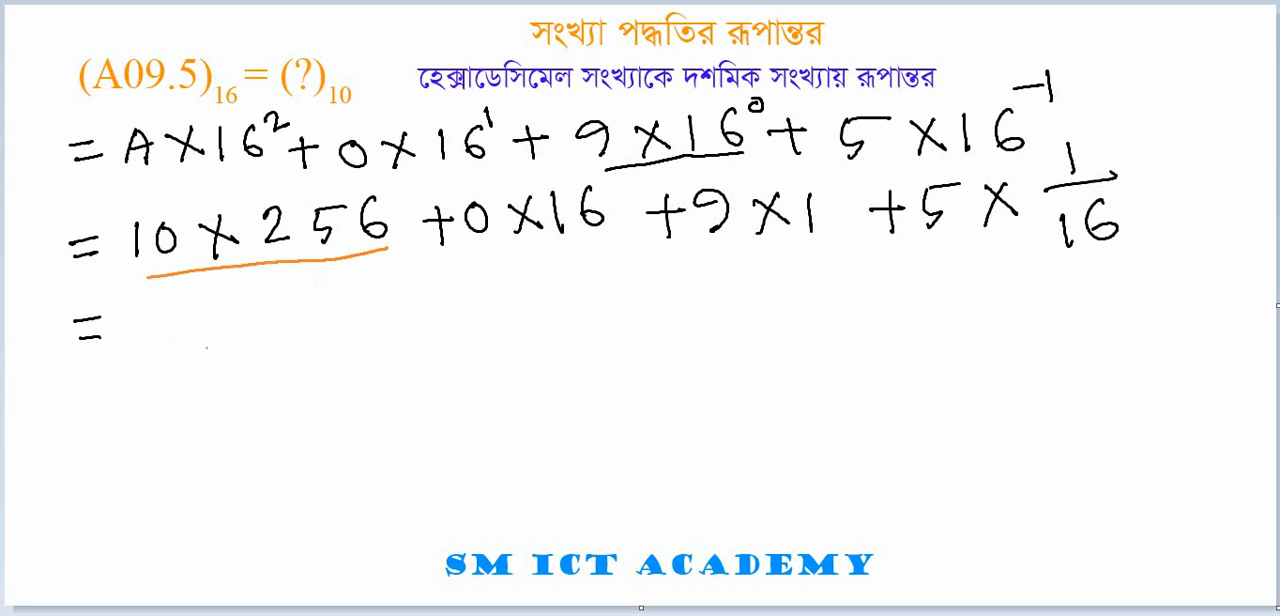 সংখ্যা পদ্ধতির রূপান্তর
(A09.5)₁₆ = (?)₁₀ হেক্সাডেসিমেল সংখ্যাকে দশমিক সংখ্যায় রূপান্তর
= A × 16² + 0 × 16¹ + 9 × 16⁰ + 5 × 16⁻¹
= 10 × 256 + 0 × 16 + 9 × 1 + 5 × 1/16
=
SM ICT ACADEMY